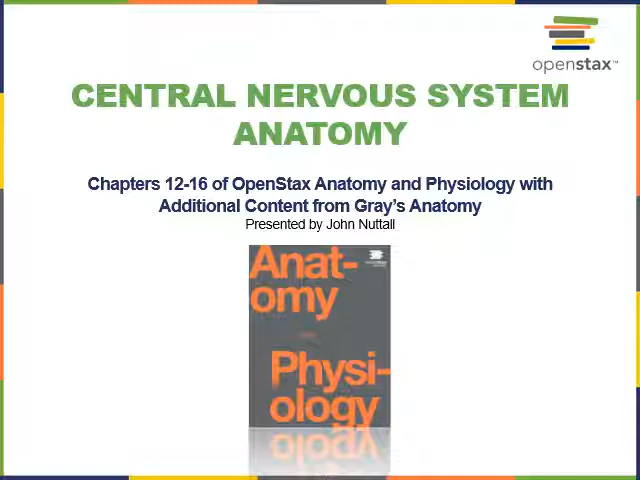 openstax™
CENTRAL NERVOUS SYSTEM
ANATOMY
Chapters 12-16 of OpenStax Anatomy and Physiology with
Additional Content from Gray's Anatomy
Presented by John Nuttall
Anat-
omy
Physi-
ology